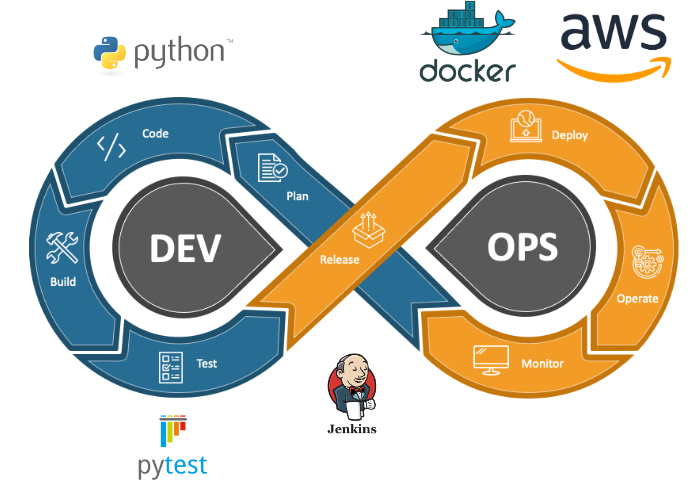 python™
docker
aws
Code
Deploy
Plan
DEV
OPS
Release
Build
Operate
Test
Monitor
Jenkins
pytest